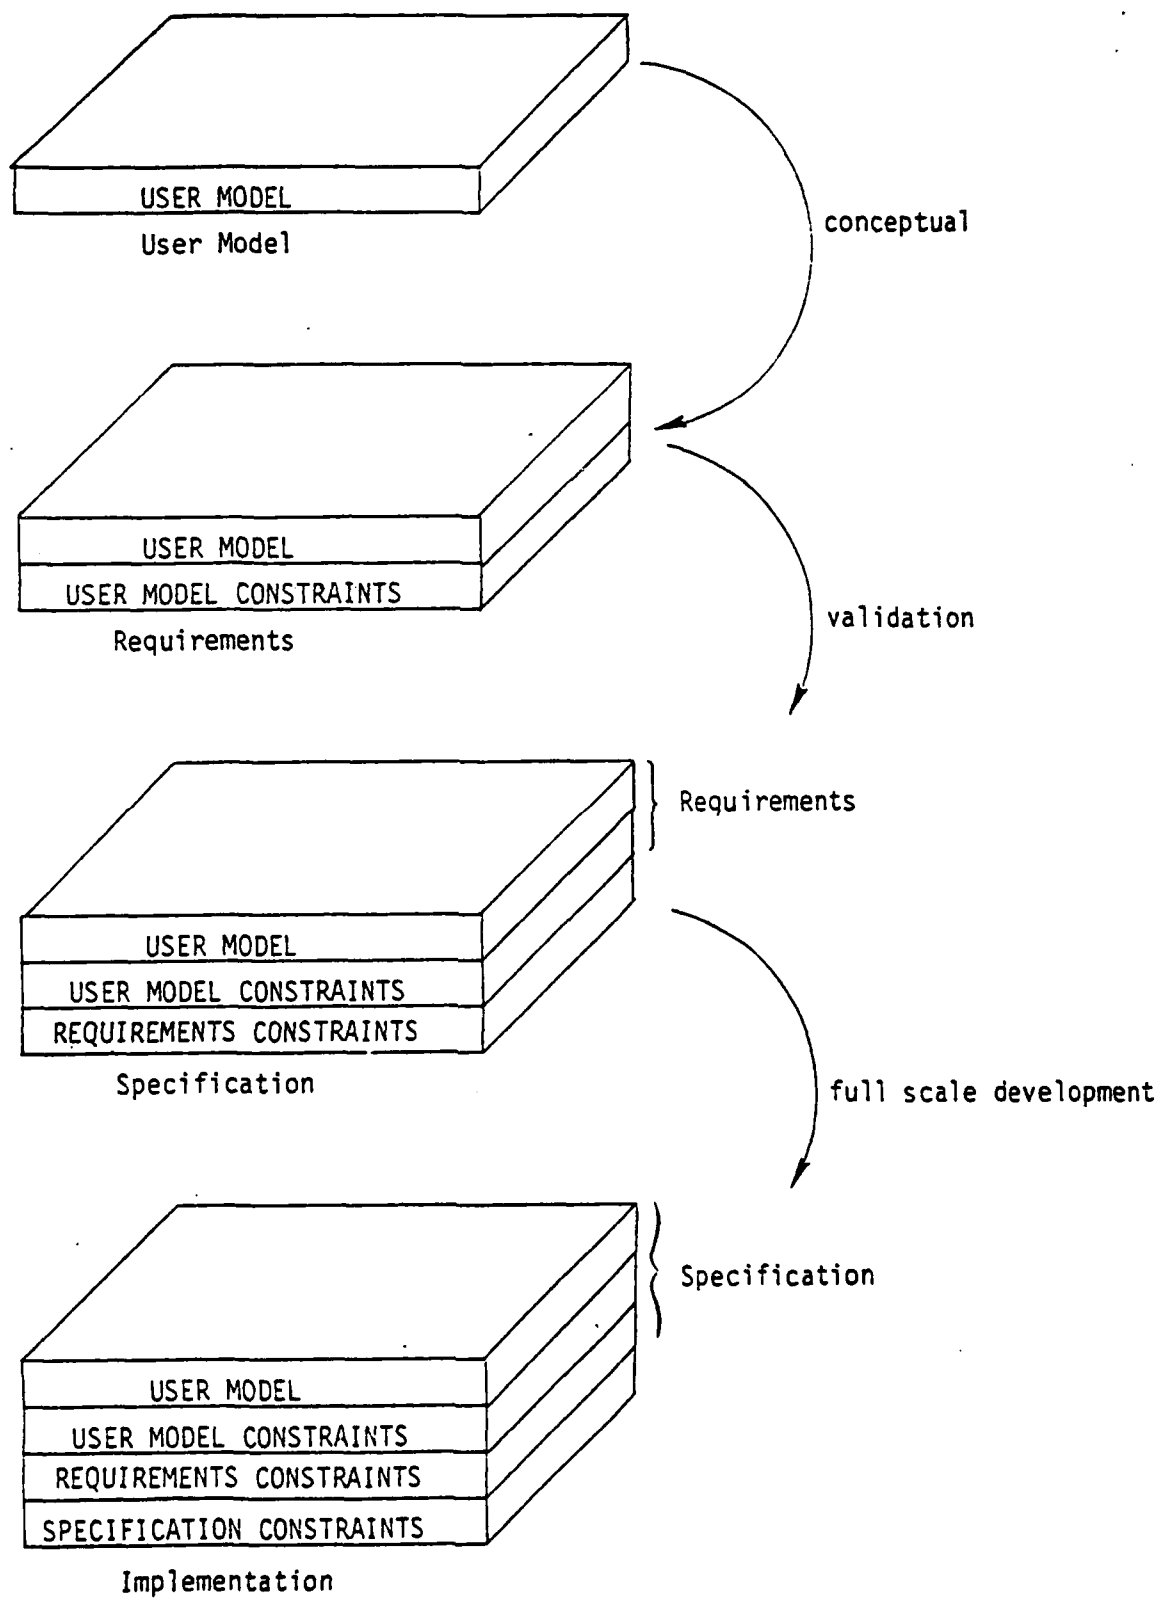 USER MODEL
User Model
conceptual
USER MODEL
USER MODEL CONSTRAINTS
Requirements
validation
Requirements
USER MODEL
USER MODEL CONSTRAINTS
REQUIREMENTS CONSTRAINTS
Specification
full scale development
Specification
USER MODEL
USER MODEL CONSTRAINTS
REQUIREMENTS CONSTRAINTS
SPECIFICATION CONSTRAINTS
Implementation